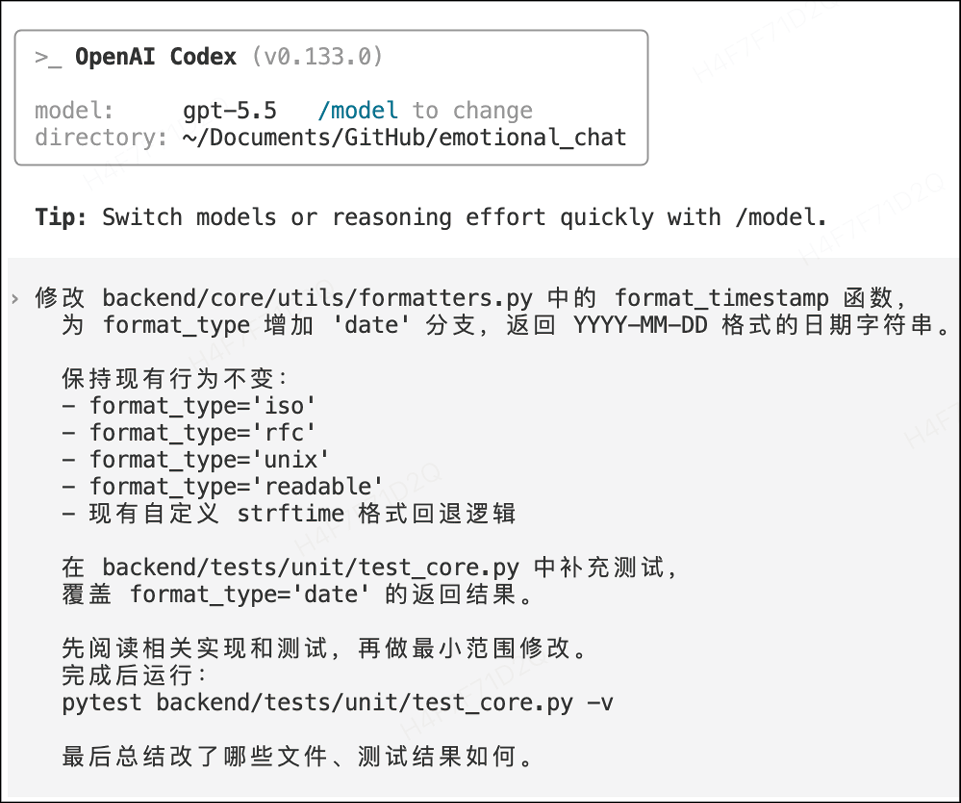 >_ OpenAI Codex (v0.133.0)
model: gpt-5.5 /model to change
directory: ~/Documents/GitHub/emotional_chat
Tip: Switch models or reasoning effort quickly with /model.
› 修改 backend/core/utils/formatters.py 中的 format_timestamp 函数，
为 format_type 增加 'date' 分支，返回 YYYY-MM-DD 格式的日期字符串。
保持现有行为不变：
- format_type='iso'
- format_type='rfc'
- format_type='unix'
- format_type='readable'
- 现有自定义 strftime 格式回退逻辑
在 backend/tests/unit/test_core.py 中补充测试，
覆盖 format_type='date' 的返回结果。
先阅读相关实现和测试，再做最小范围修改。
完成后运行：
pytest backend/tests/unit/test_core.py -v
最后总结改了哪些文件、测试结果如何。